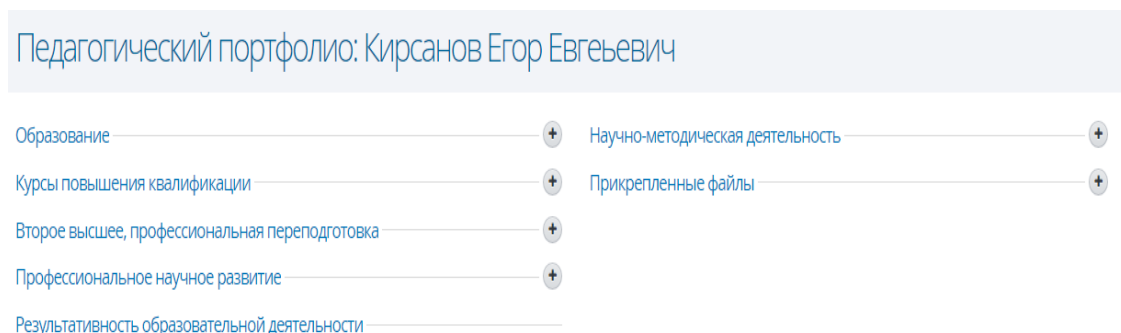 Педагогический портфолио: Кирсанов Егор Евгеьевич
Образование
Курсы повышения квалификации
Второе высшее, профессиональная переподготовка
Профессиональное научное развитие
Результативность образовательной деятельности
Научно-методическая деятельность
Прикрепленные файлы